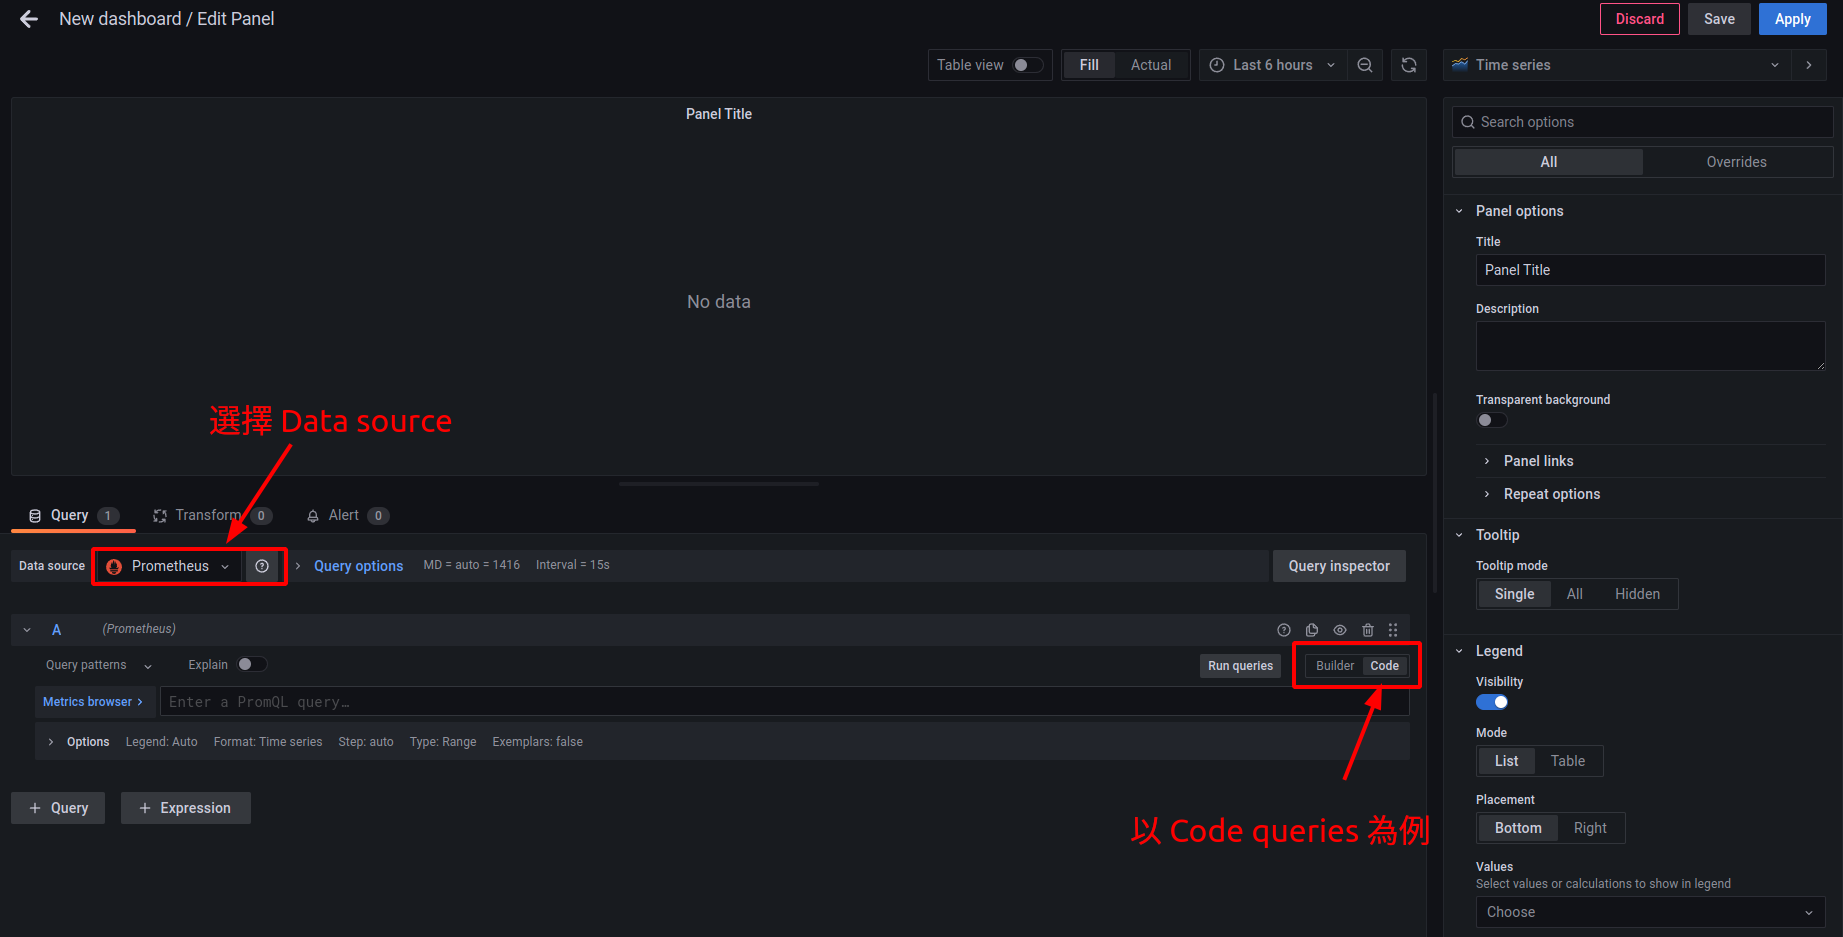 New dashboard / Edit Panel
Discard Save Apply
Table view Fill Actual Last 6 hours Time series
Panel Title
No data
Search options
All Overrides
Panel options
Title
Panel Title
Description
Transparent background
Panel links
Repeat options
選擇 Data source
Query 1 Transform 0 Alert 0
Data source Prometheus Query options MD = auto = 1416 Interval = 15s Query inspector
A (Prometheus)
Query patterns Explain Run queries Builder Code
Metrics browser Enter a PromQL query…
Options Legend: Auto Format: Time series Step: auto Type: Range Exemplars: false
+ Query + Expression
以 Code queries 為例
Tooltip
Tooltip mode
Single All Hidden
Legend
Visibility
Mode
List Table
Placement
Bottom Right
Values
Select values or calculations to show in legend
Choose